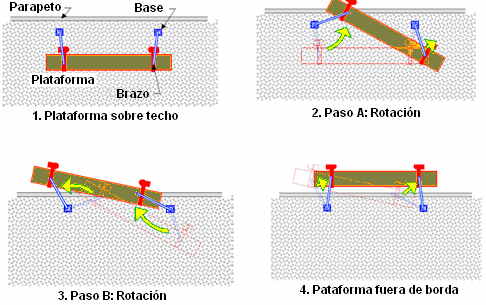 Parapeto
Base
Plataforma
Brazo
1. Plataforma sobre techo
2. Paso A: Rotación
3. Paso B: Rotación
4. Pataforma fuera de borda